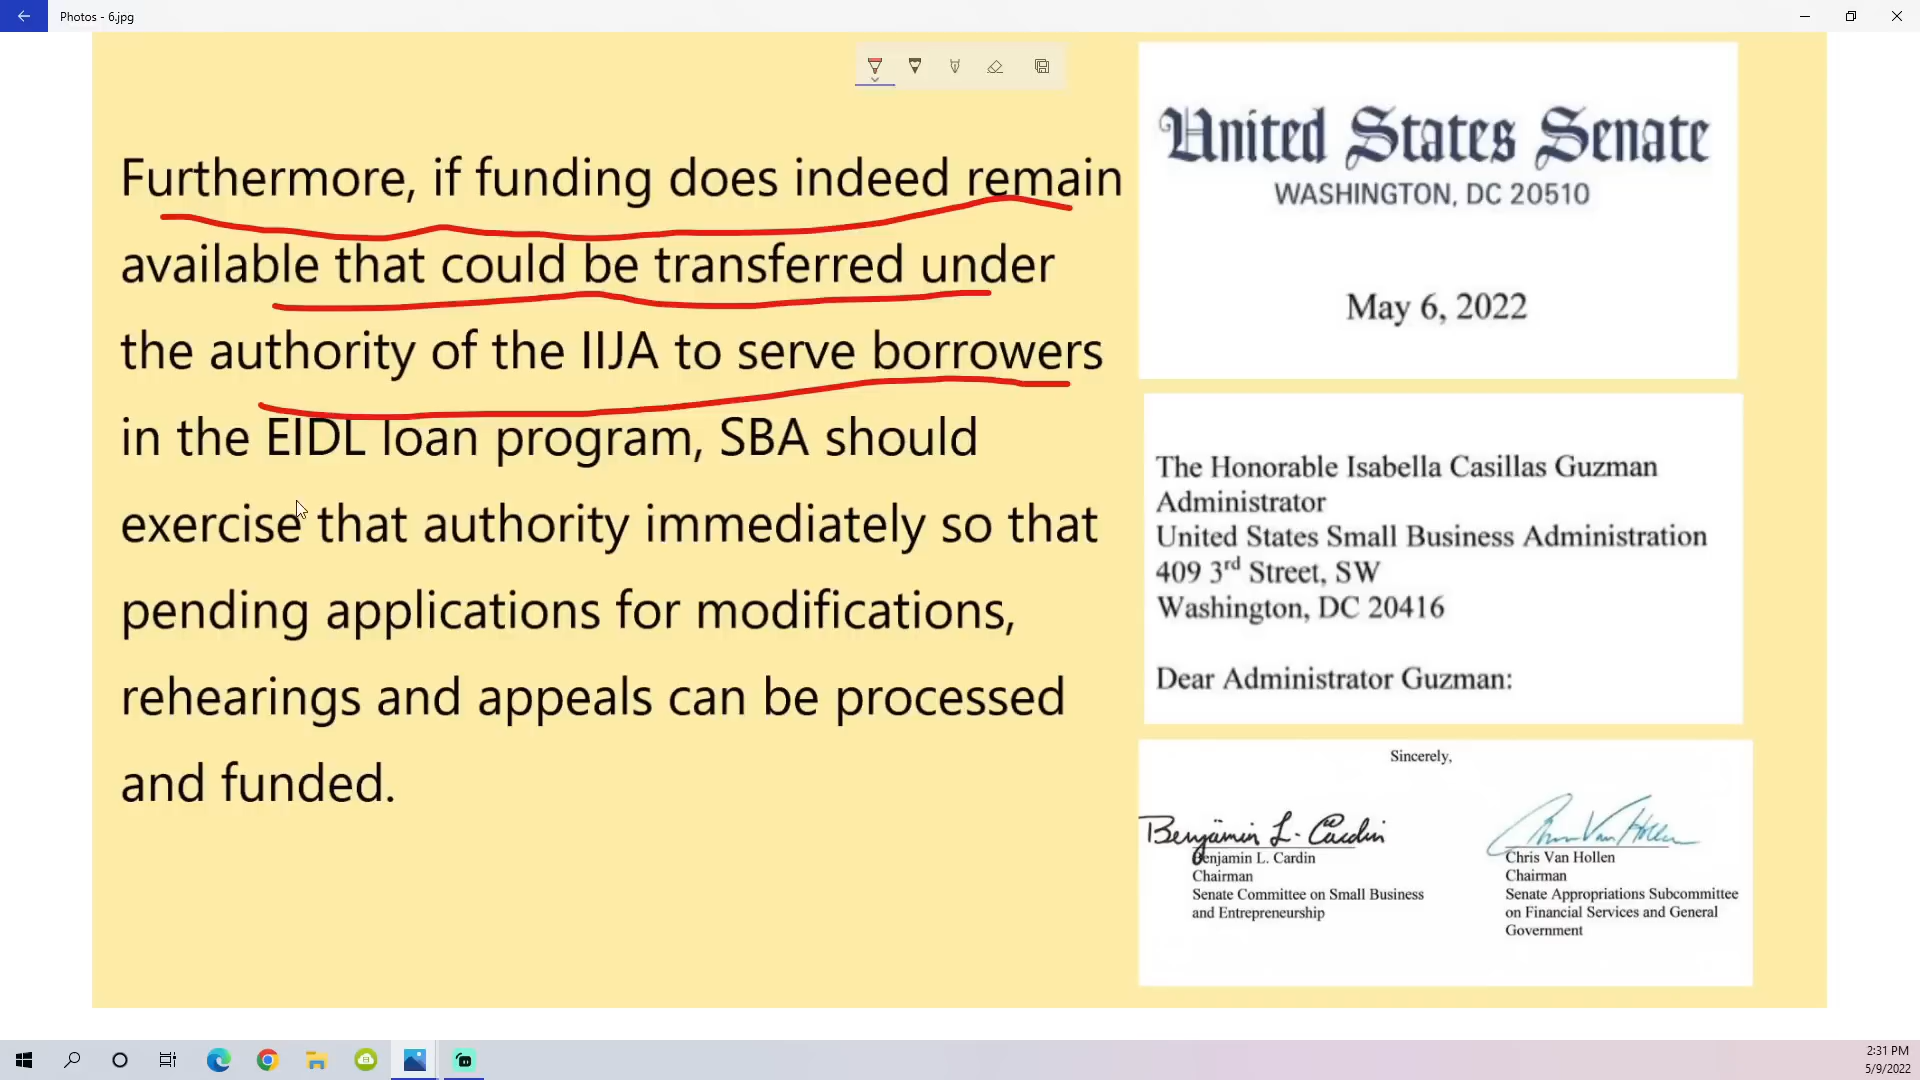 Photos - 6.jpg
Furthermore, if funding does indeed remain
available that could be transferred under
the authority of the IIJA to serve borrowers
in the EIDL loan program, SBA should
exercise that authority immediately so that
pending applications for modifications,
rehearings and appeals can be processed
and funded.
United States Senate
WASHINGTON, DC 20510
May 6, 2022
The Honorable Isabella Casillas Guzman
Administrator
United States Small Business Administration
409 3rd Street, SW
Washington, DC 20416
Dear Administrator Guzman:
Sincerely,
Benjamin L. Cardin
Benjamin L. Cardin
Chairman
Senate Committee on Small Business
and Entrepreneurship
Chris Van Hollen
Chris Van Hollen
Chairman
Senate Appropriations Subcommittee
on Financial Services and General
Government
2:31 PM
5/9/2022